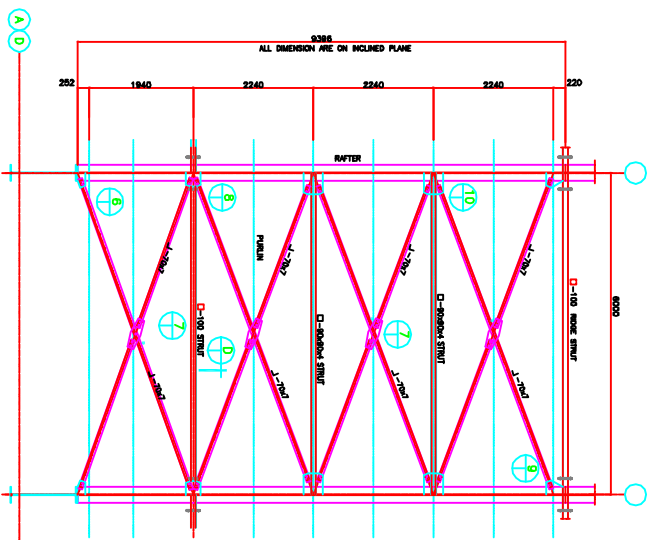 A
D
9386
ALL DIMENSION ARE ON INCLINED PLANE
252
1940
2240
2240
2240
220
RAFTER
6
8
10
PURLIN
⅃-70x7
⅃-70x7
⅃-70x7
⅃-70x7
□-100 RIDGE STRUT
6000
7
□-100 STRUT
D
□-90x90x4 STRUT
7
□-90x90x4 STRUT
⅃-70x7
⅃-70x7
⅃-70x7
⅃-70x7
9